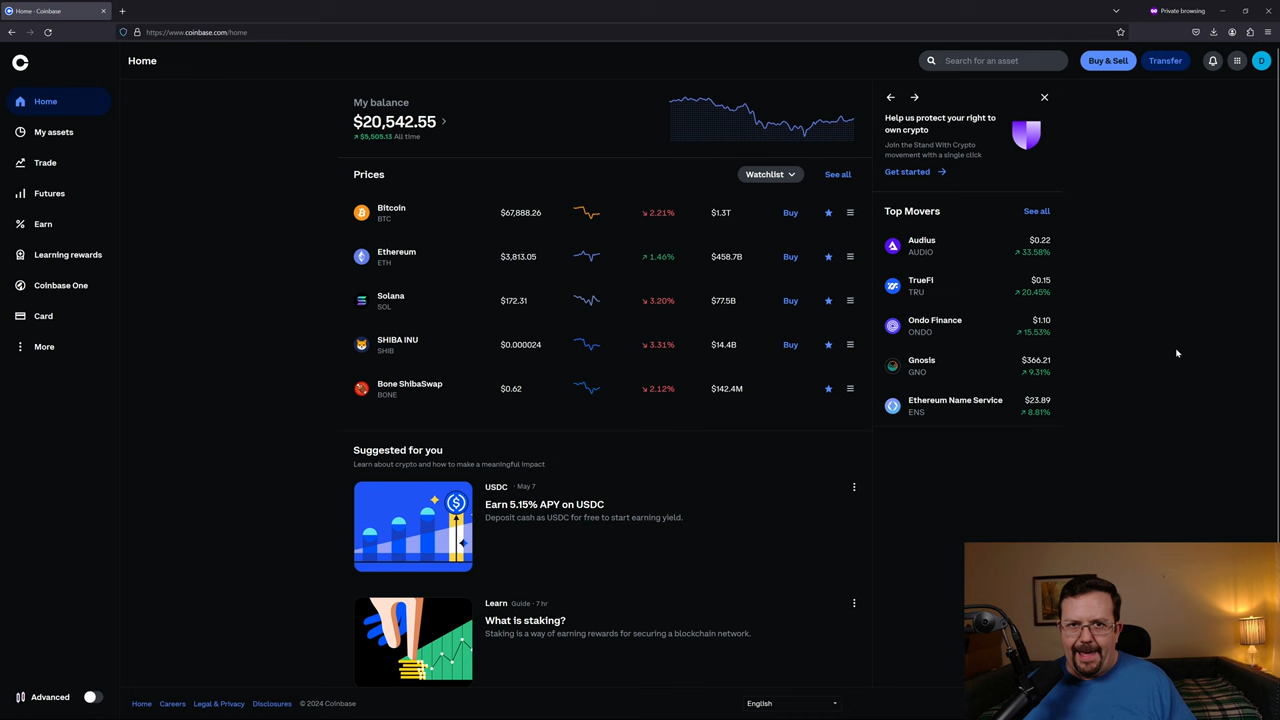 Home - Coinbase
Private browsing
https://www.coinbase.com/home
Home
Search for an asset
Buy & Sell
Transfer
D
Home
My assets
Trade
Futures
Earn
Learning rewards
Coinbase One
Card
More
Advanced
My balance
$20,542.55
↗ $5,505.13 All time
Prices
Watchlist
See all
Bitcoin
BTC
$67,888.26
↘ 2.21%
$1.3T
Buy
Ethereum
ETH
$3,813.05
↗ 1.46%
$458.7B
Buy
Solana
SOL
$172.31
↘ 3.20%
$77.5B
Buy
SHIBA INU
SHIB
$0.000024
↘ 3.31%
$14.4B
Buy
Bone ShibaSwap
BONE
$0.62
↘ 2.12%
$142.4M
Suggested for you
Learn about crypto and how to make a meaningful impact
USDC · May 7
Earn 5.15% APY on USDC
Deposit cash as USDC for free to start earning yield.
Learn Guide · 7 hr
What is staking?
Staking is a way of earning rewards for securing a blockchain network.
Help us protect your right to
own crypto
Join the Stand With Crypto
movement with a single click
Get started
Top Movers
See all
Audius
AUDIO
$0.22
↗ 33.58%
TrueFi
TRU
$0.15
↗ 20.45%
Ondo Finance
ONDO
$1.10
↗ 15.53%
Gnosis
GNO
$366.21
↗ 9.31%
Ethereum Name Service
ENS
$23.89
↗ 8.81%
Home
Careers
Legal & Privacy
Disclosures
© 2024 Coinbase
English